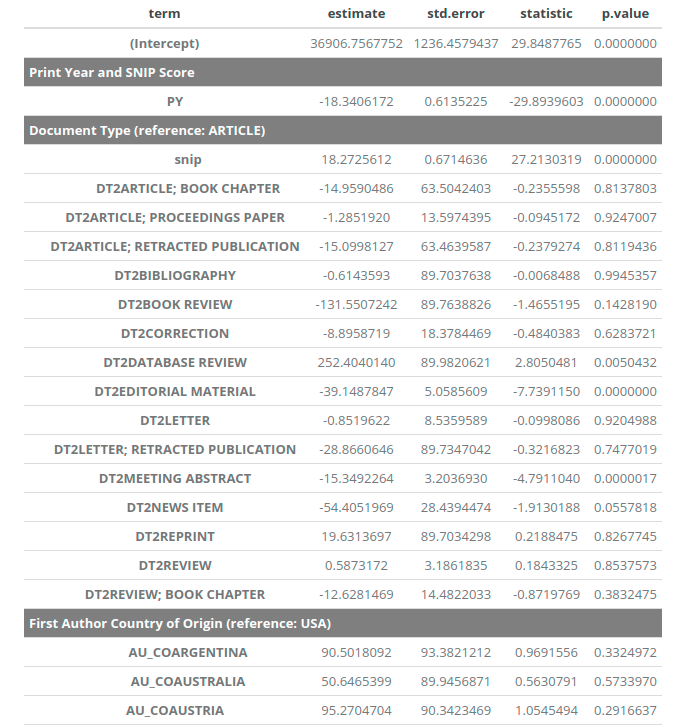 term estimate std.error statistic p.value
(Intercept) 36906.7567752 1236.4579437 29.8487765 0.0000000
Print Year and SNIP Score
PY -18.3406172 0.6135225 -29.8939603 0.0000000
Document Type (reference: ARTICLE)
snip 18.2725612 0.6714636 27.2130319 0.0000000
DT2ARTICLE; BOOK CHAPTER -14.9590486 63.5042403 -0.2355598 0.8137803
DT2ARTICLE; PROCEEDINGS PAPER -1.2851920 13.5974395 -0.0945172 0.9247007
DT2ARTICLE; RETRACTED PUBLICATION -15.0998127 63.4639587 -0.2379274 0.8119436
DT2BIBLIOGRAPHY -0.6143593 89.7037638 -0.0068488 0.9945357
DT2BOOK REVIEW -131.5507242 89.7638826 -1.4655195 0.1428190
DT2CORRECTION -8.8958719 18.3784469 -0.4840383 0.6283721
DT2DATABASE REVIEW 252.4040140 89.9820621 2.8050481 0.0050432
DT2EDITORIAL MATERIAL -39.1487847 5.0585609 -7.7391150 0.0000000
DT2LETTER -0.8519622 8.5359589 -0.0998086 0.9204988
DT2LETTER; RETRACTED PUBLICATION -28.8660646 89.7347042 -0.3216823 0.7477019
DT2MEETING ABSTRACT -15.3492264 3.2036930 -4.7911040 0.0000017
DT2NEWS ITEM -54.4051969 28.4394474 -1.9130188 0.0557818
DT2REPRINT 19.6313697 89.7034298 0.2188475 0.8267745
DT2REVIEW 0.5873172 3.1861835 0.1843325 0.8537573
DT2REVIEW; BOOK CHAPTER -12.6281469 14.4822033 -0.8719769 0.3832475
First Author Country of Origin (reference: USA)
AU_COARGENTINA 90.5018092 93.3821212 0.9691556 0.3324972
AU_COAUSTRALIA 50.6465399 89.9456871 0.5630791 0.5733970
AU_COAUSTRIA 95.2704704 90.3423469 1.0545494 0.2916637